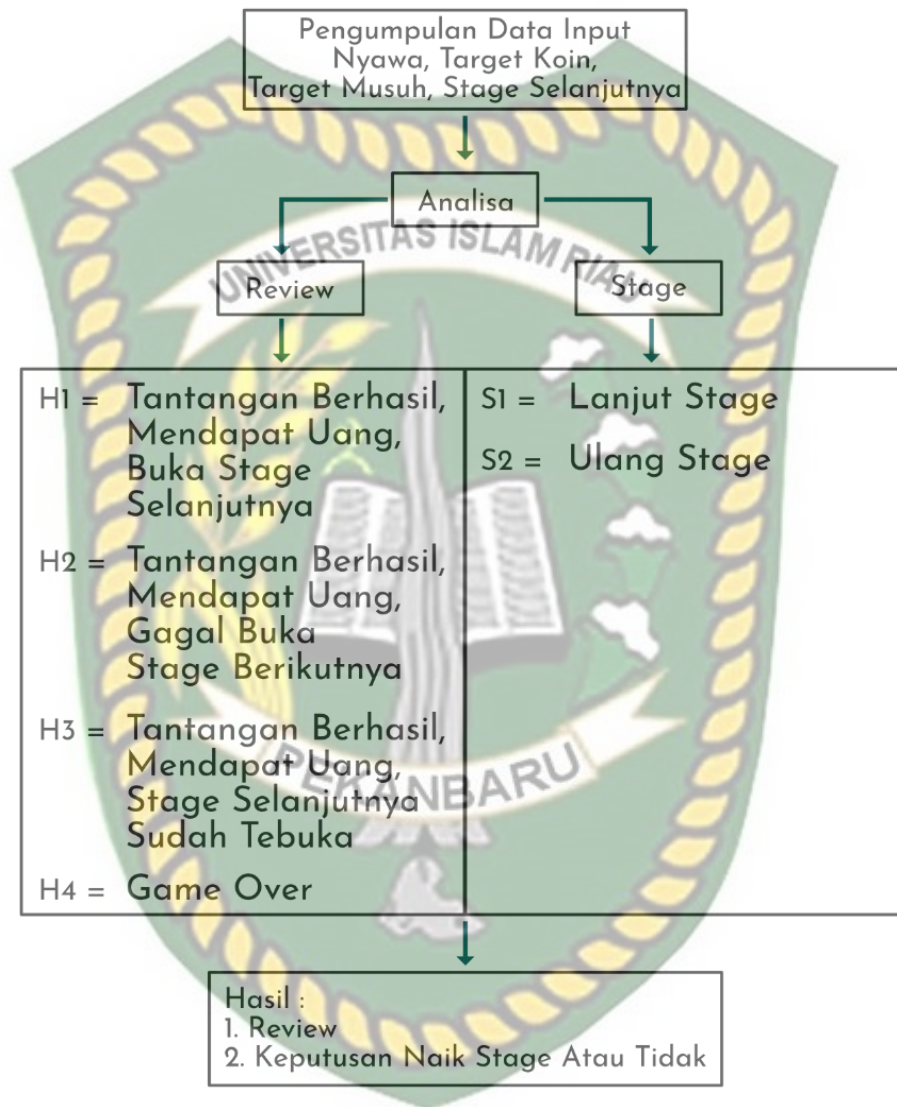 Pengumpulan Data Input
Nyawa, Target Koin,
Target Musuh, Stage Selanjutnya
Analisa
UNIVERSITAS ISLAM RIAU
Review
Stage
H1 = Tantangan Berhasil,
Mendapat Uang,
Buka Stage
Selanjutnya
H2 = Tantangan Berhasil,
Mendapat Uang,
Gagal Buka
Stage Berikutnya
H3 = Tantangan Berhasil,
Mendapat Uang,
Stage Selanjutnya
Sudah Tebuka
H4 = Game Over
S1 = Lanjut Stage
S2 = Ulang Stage
PEKANBARU
Hasil :
1. Review
2. Keputusan Naik Stage Atau Tidak